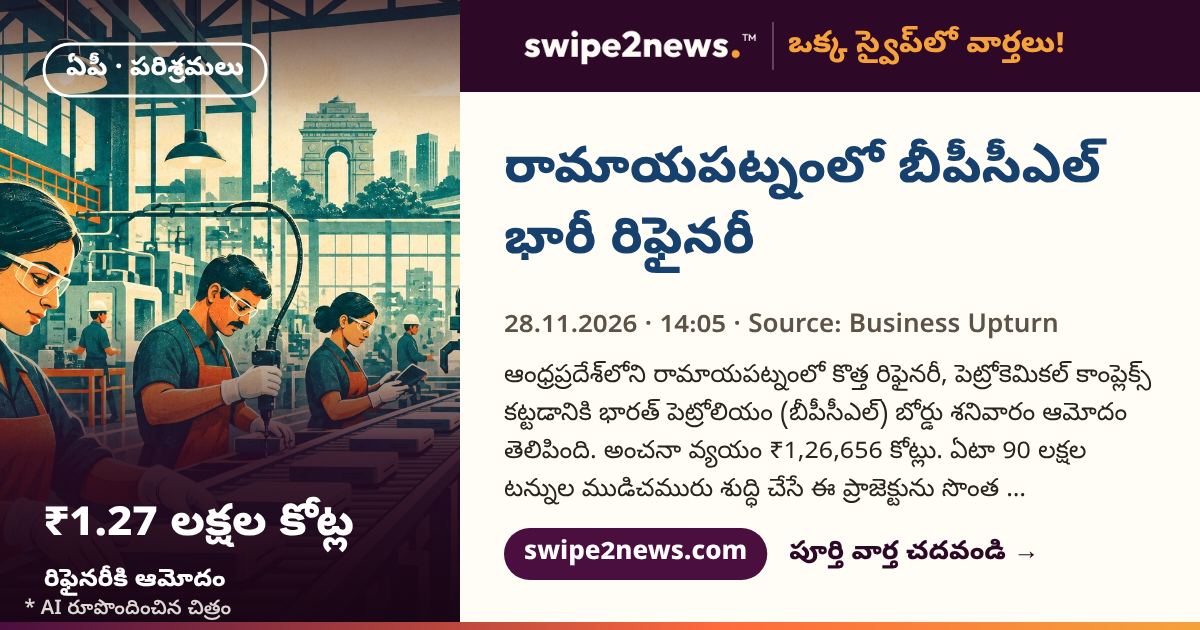 ఏపీ · పరిశ్రమలు
swipe2news.™
ఒక్క స్వైప్‌లో వార్తలు!
రామాయపట్నంలో బీపీసీఎల్
భారీ రిఫైనరీ
28.11.2026 · 14:05 · Source: Business Upturn
ఆంధ్రప్రదేశ్‌లోని రామాయపట్నంలో కొత్త రిఫైనరీ, పెట్రోకెమికల్ కాంప్లెక్స్
కట్టడానికి భారత్ పెట్రోలియం (బీపీసీఎల్) బోర్డు శనివారం ఆమోదం
తెలిపింది. అంచనా వ్యయం ₹1,26,656 కోట్లు. ఏటా 90 లక్షల
టన్నుల ముడిచమురు శుద్ధి చేసే ఈ ప్రాజెక్టును సొంత ...
₹1.27 లక్షల కోట్ల
రిఫైనరీకి ఆమోదం
* AI రూపొందించిన చిత్రం
swipe2news.com
పూర్తి వార్త చదవండి →